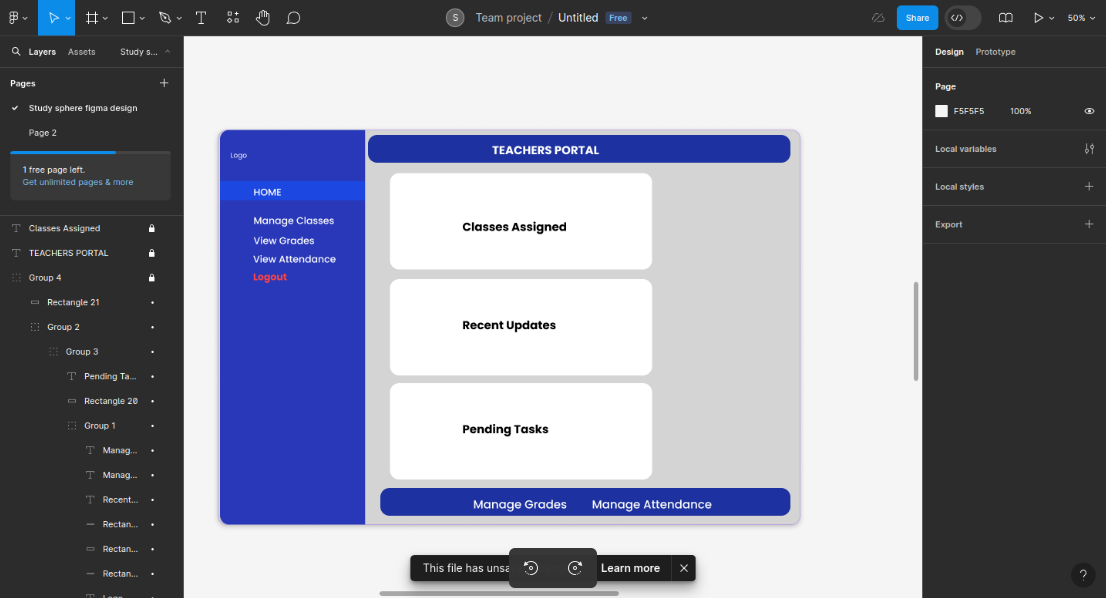 S Team project / Untitled Free
Share
50%
Layers Assets Study s...
Design Prototype
Pages
Study sphere figma design
Page 2
1 free page left.
Get unlimited pages & more
Classes Assigned
TEACHERS PORTAL
Group 4
Rectangle 21
Group 2
Group 3
Pending Ta...
Rectangle 20
Group 1
Manag...
Manag...
Recent...
Rectan...
Rectan...
Rectan...
Logo
TEACHERS PORTAL
HOME
Manage Classes
View Grades
View Attendance
Logout
Classes Assigned
Recent Updates
Pending Tasks
Manage Grades Manage Attendance
This file has unsa
Learn more
Page
F5F5F5 100%
Local variables
Local styles
Export
?